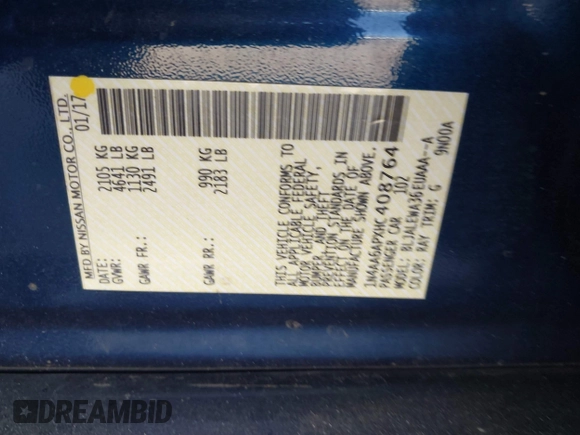 MFD BY NISSAN MOTOR CO., LTD.
DATE: 01/17
GVWR: 2105 KG
4641 LB
GAWR FR.: 1130 KG
2491 LB
GAWR RR.: 990 KG
2183 LB
THIS VEHICLE CONFORMS TO
ALL APPLICABLE FEDERAL
MOTOR VEHICLE SAFETY,
BUMPER, AND THEFT
PREVENTION STANDARDS IN
EFFECT ON THE DATE OF
MANUFACTURE SHOWN ABOVE.
1N4AA6APXHC408764
PASSENGER CAR 102
MODEL: BLJALEWA36EUAAA--A
COLOR: RAY TRIM: G 9N00A
DREAMBID